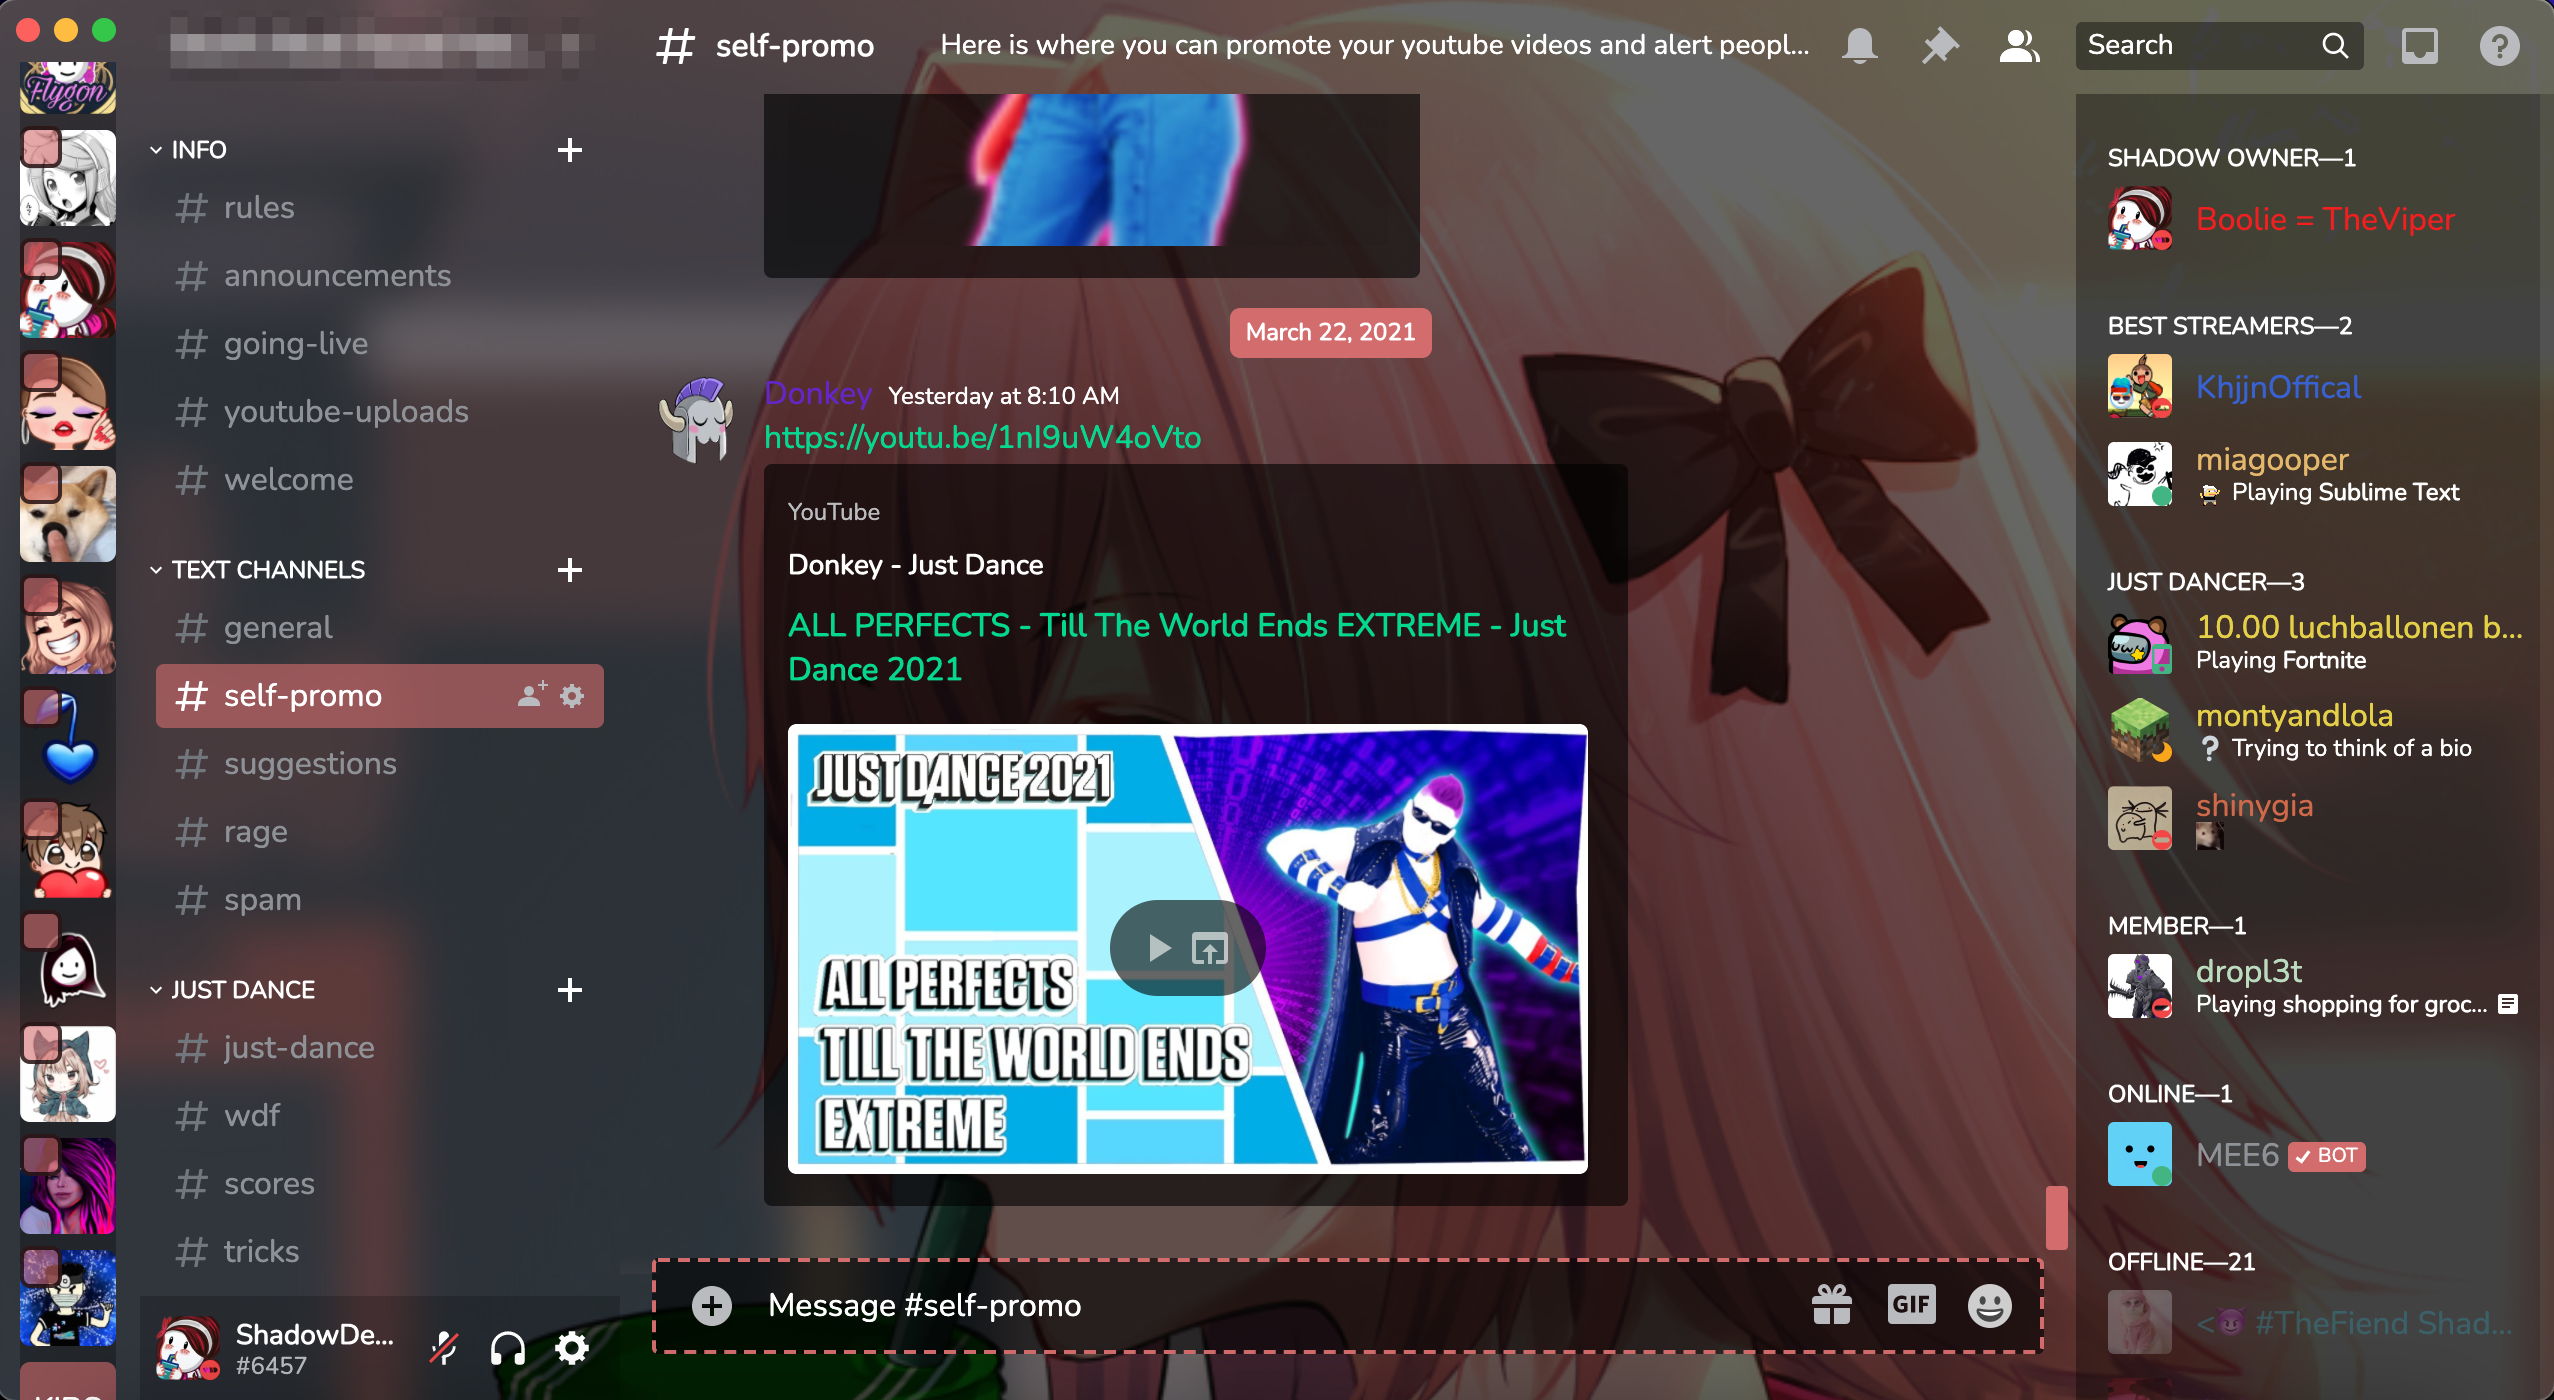 Flygon
INFO
rules
announcements
going-live
youtube-uploads
welcome
TEXT CHANNELS
general
self-promo
suggestions
rage
spam
JUST DANCE
just-dance
wdf
scores
tricks
ShadowDe...
#6457
self-promo
Here is where you can promote your youtube videos and alert peopl...
Search
March 22, 2021
Donkey Yesterday at 8:10 AM
https://youtu.be/1nI9uW4oVto
YouTube
Donkey - Just Dance
ALL PERFECTS - Till The World Ends EXTREME - Just
Dance 2021
JUST DANCE 2021
ALL PERFECTS
TILL THE WORLD ENDS
EXTREME
Message #self-promo
GIF
SHADOW OWNER—1
Boolie = TheViper
BEST STREAMERS—2
KhjjnOffical
miagooper
Playing Sublime Text
JUST DANCER—3
10.00 luchballonen b...
Playing Fortnite
montyandlola
Trying to think of a bio
shinygia
MEMBER—1
dropl3t
Playing shopping for groc...
ONLINE—1
MEE6 BOT
OFFLINE—21
<😈 #TheFiend Shad...